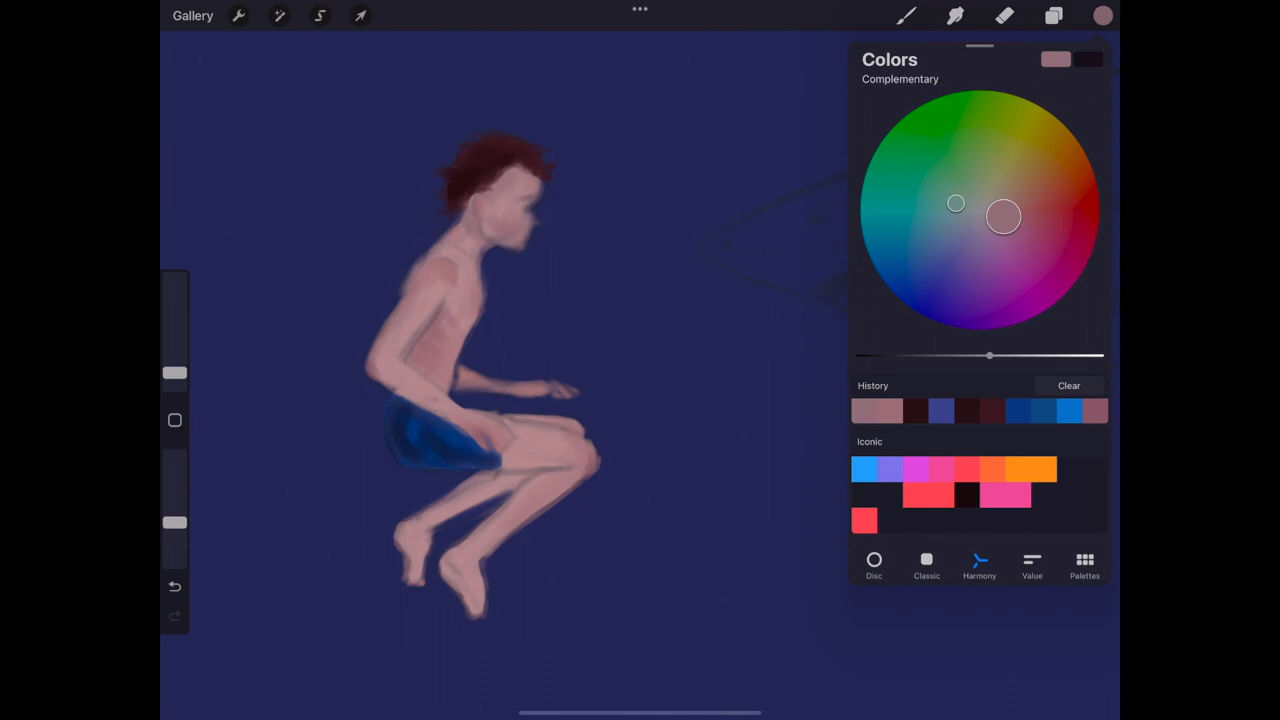 Gallery
Colors
Complementary
History
Clear
Iconic
Disc
Classic
Harmony
Value
Palettes